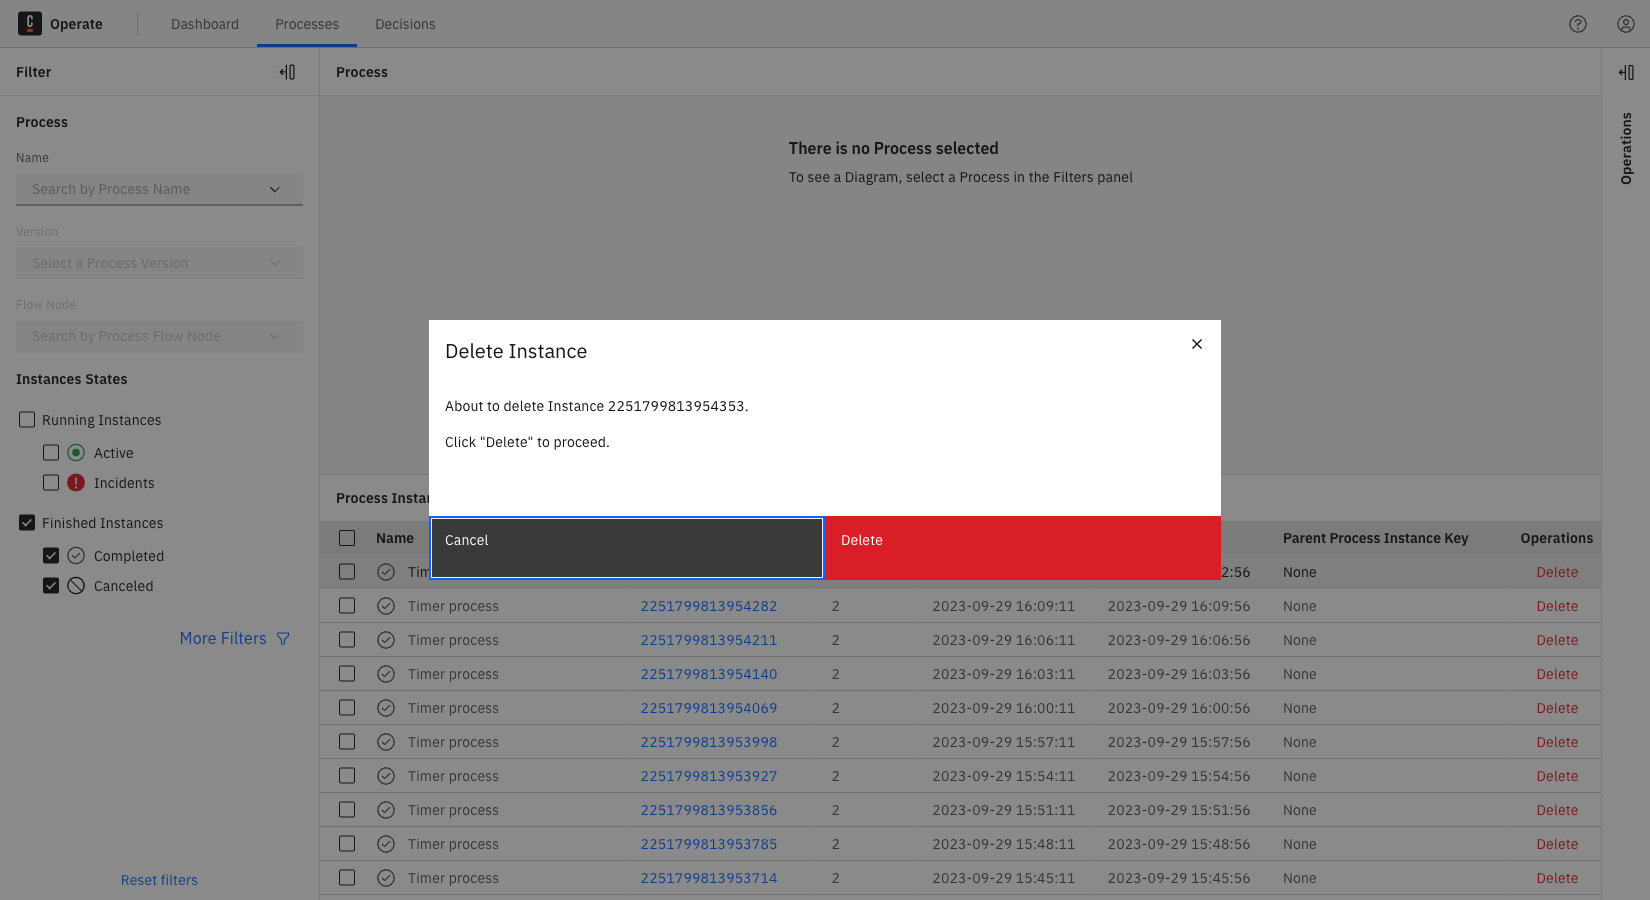 Operate
Dashboard
Processes
Decisions
Filter
Process
Name
Search by Process Name
Version
Select a Process Version
Flow Node
Search by Process Flow Node
Instances States
Running Instances
Active
Incidents
Finished Instances
Completed
Canceled
More Filters
Reset filters
Process
There is no Process selected
To see a Diagram, select a Process in the Filters panel
Operations
Delete Instance
About to delete Instance 2251799813954353.
Click "Delete" to proceed.
Cancel
Delete
Process
Name Parent Process Instance Key Operations
2:56 None Delete
Timer process 2251799813954282 2 2023-09-29 16:09:11 2023-09-29 16:09:56 None Delete
Timer process 2251799813954211 2 2023-09-29 16:06:11 2023-09-29 16:06:56 None Delete
Timer process 2251799813954140 2 2023-09-29 16:03:11 2023-09-29 16:03:56 None Delete
Timer process 2251799813954069 2 2023-09-29 16:00:11 2023-09-29 16:00:56 None Delete
Timer process 2251799813953998 2 2023-09-29 15:57:11 2023-09-29 15:57:56 None Delete
Timer process 2251799813953927 2 2023-09-29 15:54:11 2023-09-29 15:54:56 None Delete
Timer process 2251799813953856 2 2023-09-29 15:51:11 2023-09-29 15:51:56 None Delete
Timer process 2251799813953785 2 2023-09-29 15:48:11 2023-09-29 15:48:56 None Delete
Timer process 2251799813953714 2 2023-09-29 15:45:11 2023-09-29 15:45:56 None Delete